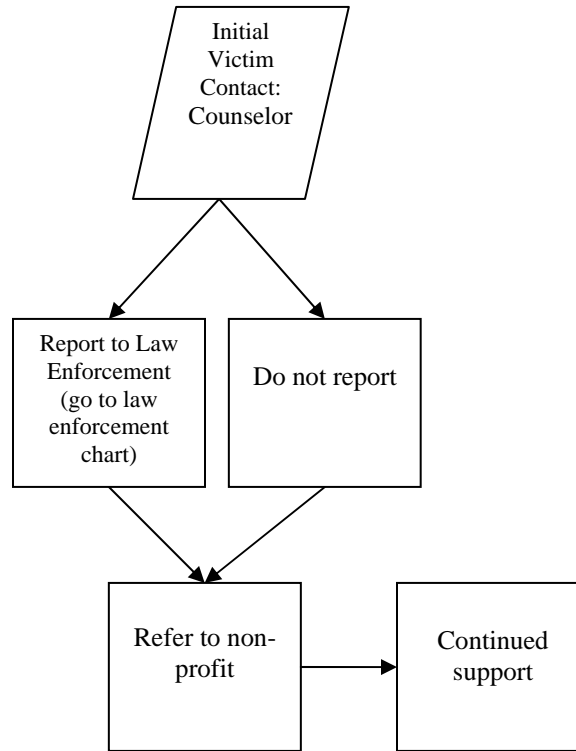 Initial
Victim
Contact:
Counselor
Report to Law
Enforcement
(go to law
enforcement
chart)
Do not report
Refer to non-
profit
Continued
support